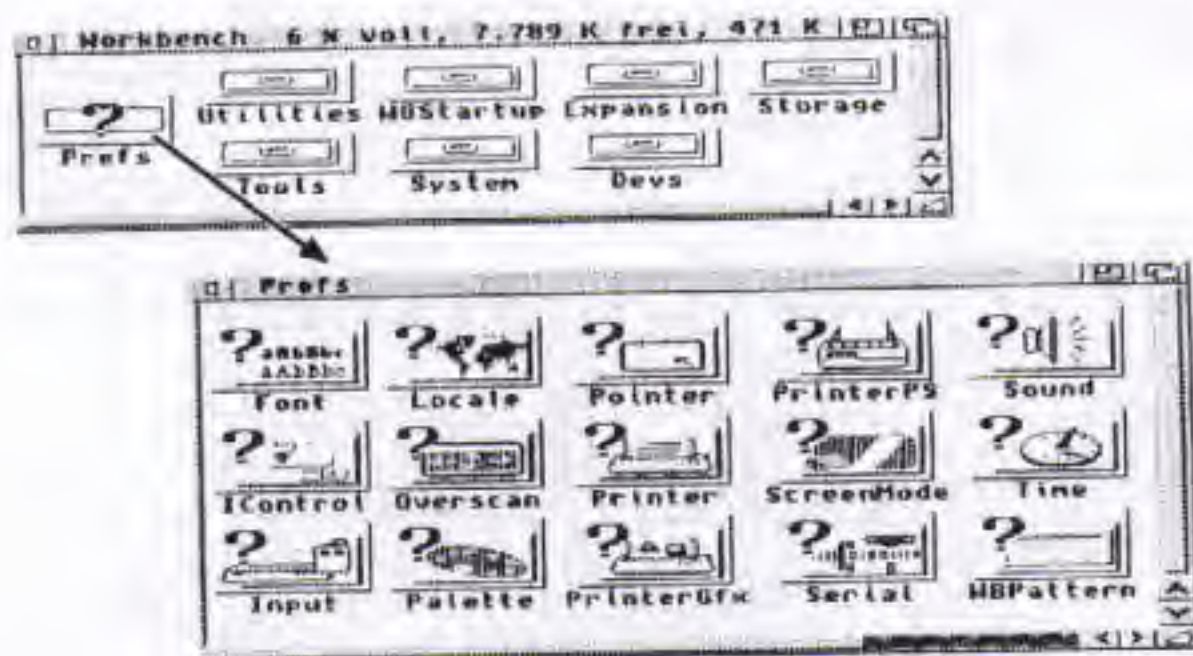 Workbench 6 % voll, 7.789 K frei, 471 K
Utilities WBStartup Expansion Storage
Prefs
Tools System Devs
Prefs
Font Locale Pointer PrinterPS Sound
IControl Overscan Printer ScreenMode Time
Input Palette PrinterGfx Serial WBPattern